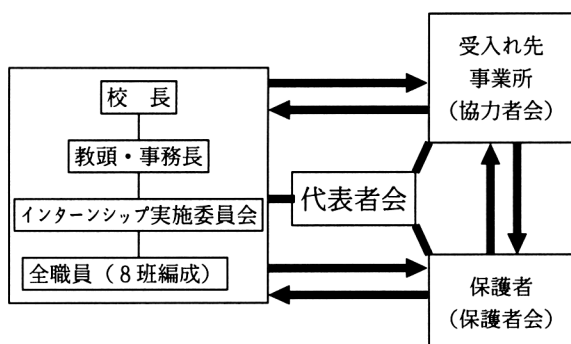 校　長
教頭・事務長
インターンシップ実施委員会
全職員（８班編成）
代表者会
受入れ先
事業所
（協力者会）
保護者
（保護者会）